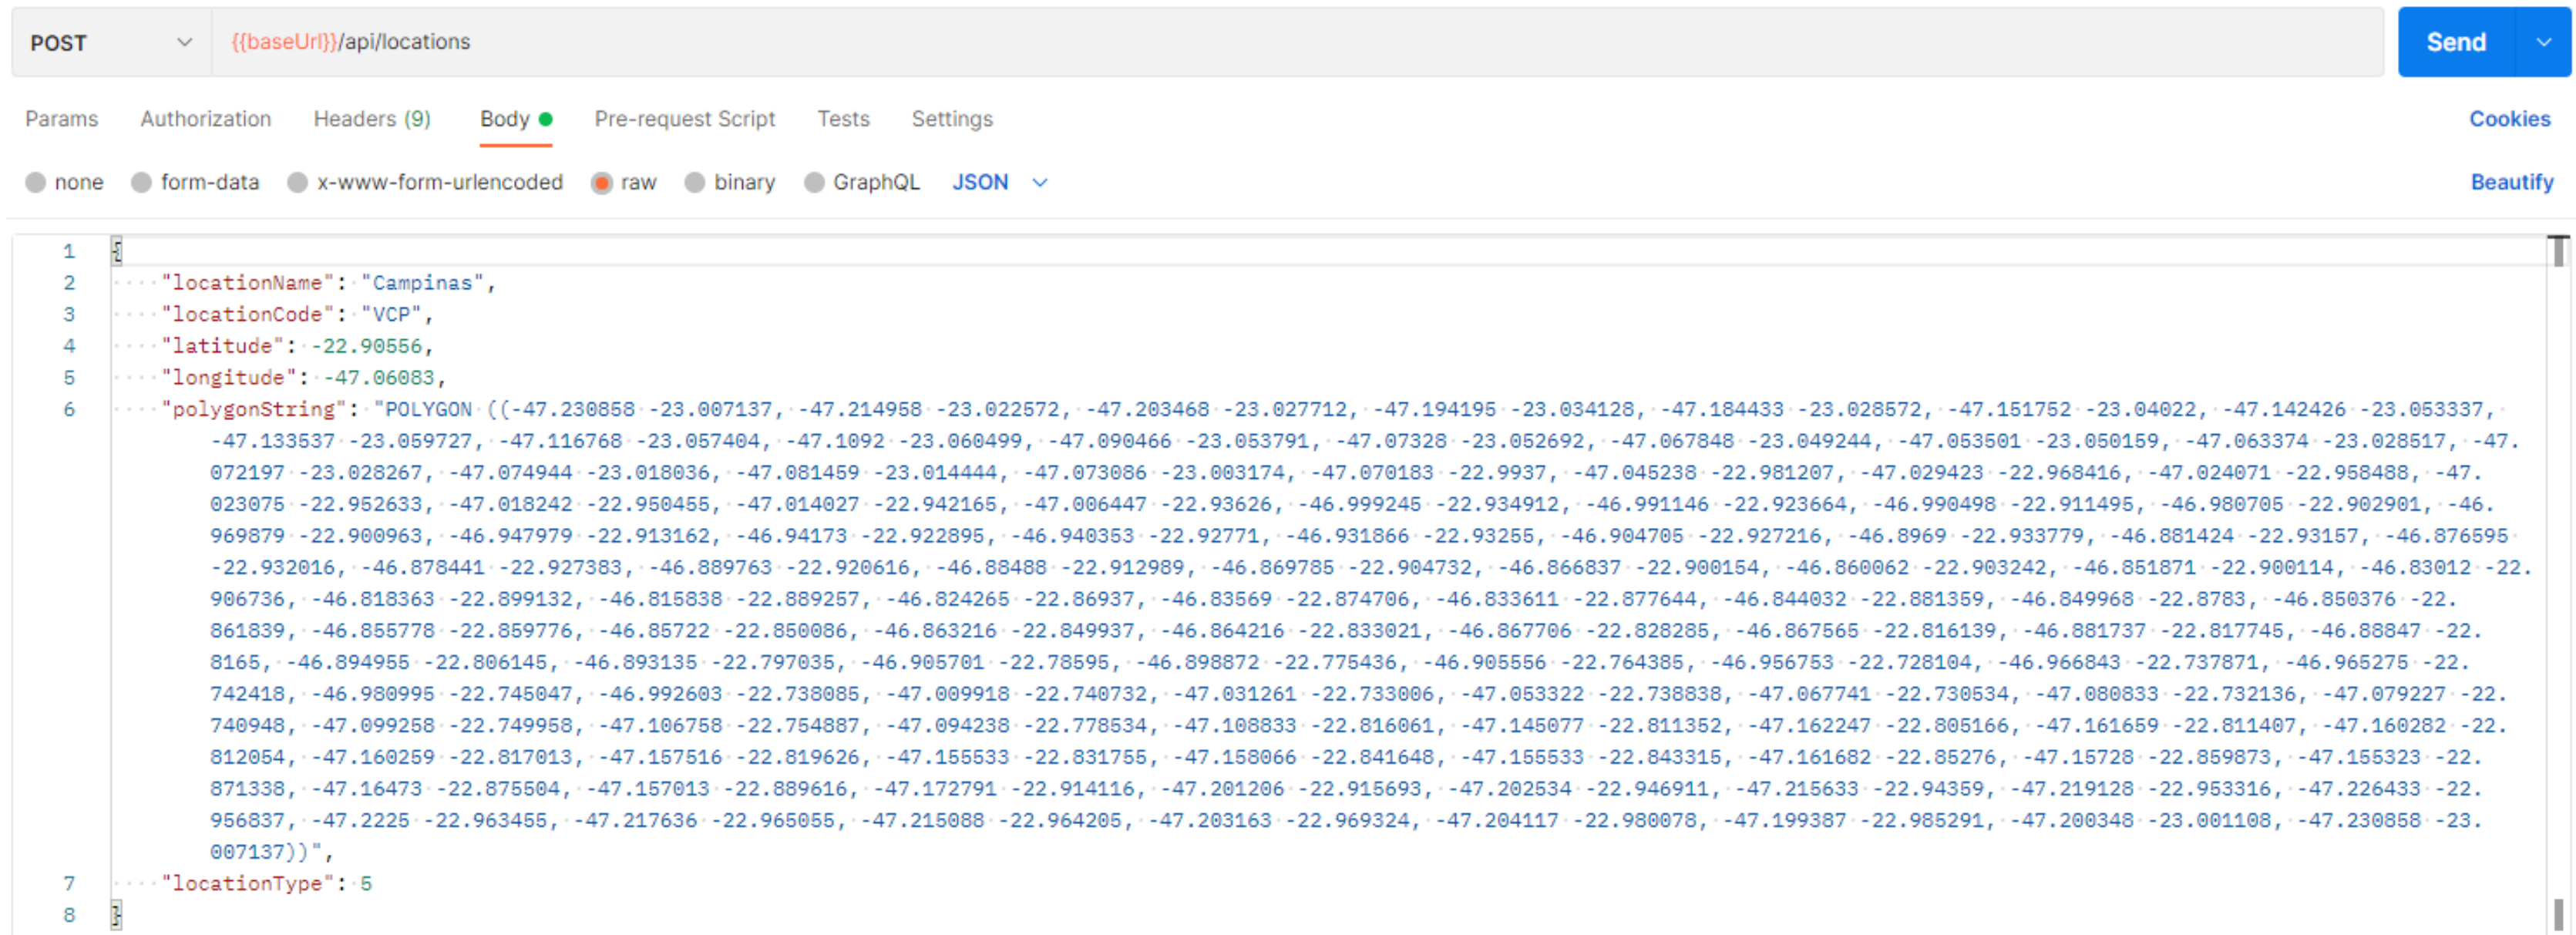 POST {{baseUrl}}/api/locations Send
Params Authorization Headers (9) Body Pre-request Script Tests Settings Cookies
none form-data x-www-form-urlencoded raw binary GraphQL JSON Beautify
1 {
2 "locationName": "Campinas",
3 "locationCode": "VCP",
4 "latitude": -22.90556,
5 "longitude": -47.06083,
6 "polygonString": "POLYGON ((-47.230858 -23.007137, -47.214958 -23.022572, -47.203468 -23.027712, -47.194195 -23.034128, -47.184433 -23.028572, -47.151752 -23.04022, -47.142426 -23.053337,
-47.133537 -23.059727, -47.116768 -23.057404, -47.1092 -23.060499, -47.090466 -23.053791, -47.07328 -23.052692, -47.067848 -23.049244, -47.053501 -23.050159, -47.063374 -23.028517, -47.
072197 -23.028267, -47.074944 -23.018036, -47.081459 -23.014444, -47.073086 -23.003174, -47.070183 -22.9937, -47.045238 -22.981207, -47.029423 -22.968416, -47.024071 -22.958488, -47.
023075 -22.952633, -47.018242 -22.950455, -47.014027 -22.942165, -47.006447 -22.93626, -46.999245 -22.934912, -46.991146 -22.923664, -46.990498 -22.911495, -46.980705 -22.902901, -46.
969879 -22.900963, -46.947979 -22.913162, -46.94173 -22.922895, -46.940353 -22.92771, -46.931866 -22.93255, -46.904705 -22.927216, -46.8969 -22.933779, -46.881424 -22.93157, -46.876595
-22.932016, -46.878441 -22.927383, -46.889763 -22.920616, -46.88488 -22.912989, -46.869785 -22.904732, -46.866837 -22.900154, -46.860062 -22.903242, -46.851871 -22.900114, -46.83012 -22.
906736, -46.818363 -22.899132, -46.815838 -22.889257, -46.824265 -22.86937, -46.83569 -22.874706, -46.833611 -22.877644, -46.844032 -22.881359, -46.849968 -22.8783, -46.850376 -22.
861839, -46.855778 -22.859776, -46.85722 -22.850086, -46.863216 -22.849937, -46.864216 -22.833021, -46.867706 -22.828285, -46.867565 -22.816139, -46.881737 -22.817745, -46.88847 -22.
8165, -46.894955 -22.806145, -46.893135 -22.797035, -46.905701 -22.78595, -46.898872 -22.775436, -46.905556 -22.764385, -46.956753 -22.728104, -46.966843 -22.737871, -46.965275 -22.
742418, -46.980995 -22.745047, -46.992603 -22.738085, -47.009918 -22.740732, -47.031261 -22.733006, -47.053322 -22.738838, -47.067741 -22.730534, -47.080833 -22.732136, -47.079227 -22.
740948, -47.099258 -22.749958, -47.106758 -22.754887, -47.094238 -22.778534, -47.108833 -22.816061, -47.145077 -22.811352, -47.162247 -22.805166, -47.161659 -22.811407, -47.160282 -22.
812054, -47.160259 -22.817013, -47.157516 -22.819626, -47.155533 -22.831755, -47.158066 -22.841648, -47.155533 -22.843315, -47.161682 -22.85276, -47.15728 -22.859873, -47.155323 -22.
871338, -47.16473 -22.875504, -47.157013 -22.889616, -47.172791 -22.914116, -47.201206 -22.915693, -47.202534 -22.946911, -47.215633 -22.94359, -47.219128 -22.953316, -47.226433 -22.
956837, -47.2225 -22.963455, -47.217636 -22.965055, -47.215088 -22.964205, -47.203163 -22.969324, -47.204117 -22.980078, -47.199387 -22.985291, -47.200348 -23.001108, -47.230858 -23.
007137))",
7 "locationType": 5
8 }